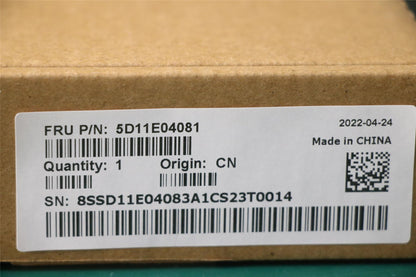 FRU P/N: 5D11E04081
2022-04-24
Made in CHINA
Quantity: 1 Origin: CN
SN: 8SSD11E04083A1CS23T0014